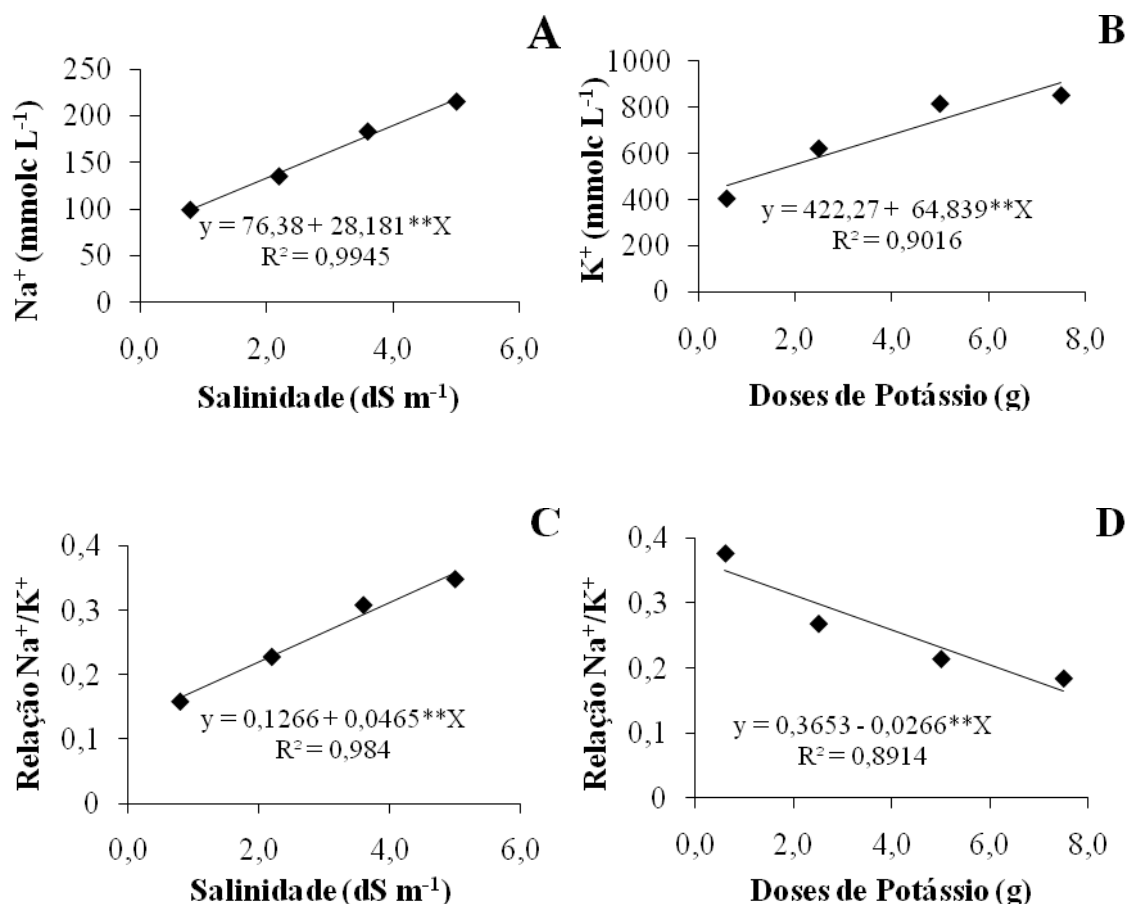 A
Na⁺ (mmolc L⁻¹)
250
200
150
100
50
0
y = 76,38 + 28,181**X
R² = 0,9945
0,0 2,0 4,0 6,0
Salinidade (dS m⁻¹)
B
K⁺ (mmolc L⁻¹)
1000
800
600
400
200
0
y = 422,27 + 64,839**X
R² = 0,9016
0,0 2,0 4,0 6,0 8,0
Doses de Potássio (g)
C
Relação Na⁺/K⁺
0,4
0,3
0,2
0,1
0
y = 0,1266 + 0,0465**X
R² = 0,984
0,0 2,0 4,0 6,0
Salinidade (dS m⁻¹)
D
Relação Na⁺/K⁺
0,4
0,3
0,2
0,1
0
y = 0,3653 - 0,0266**X
R² = 0,8914
0,0 2,0 4,0 6,0 8,0
Doses de Potássio (g)